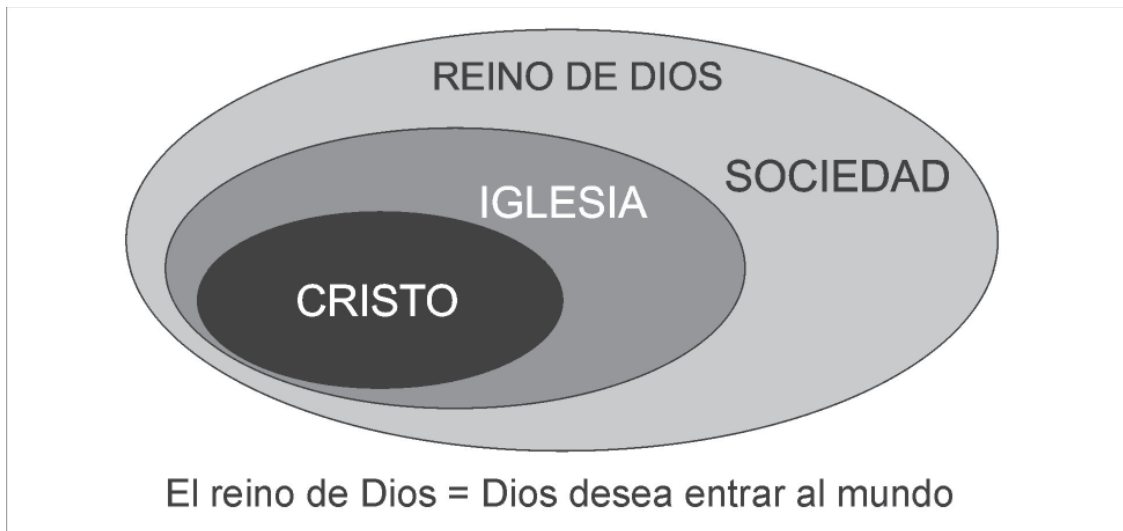 REINO DE DIOS
SOCIEDAD
IGLESIA
CRISTO
El reino de Dios = Dios desea entrar al mundo